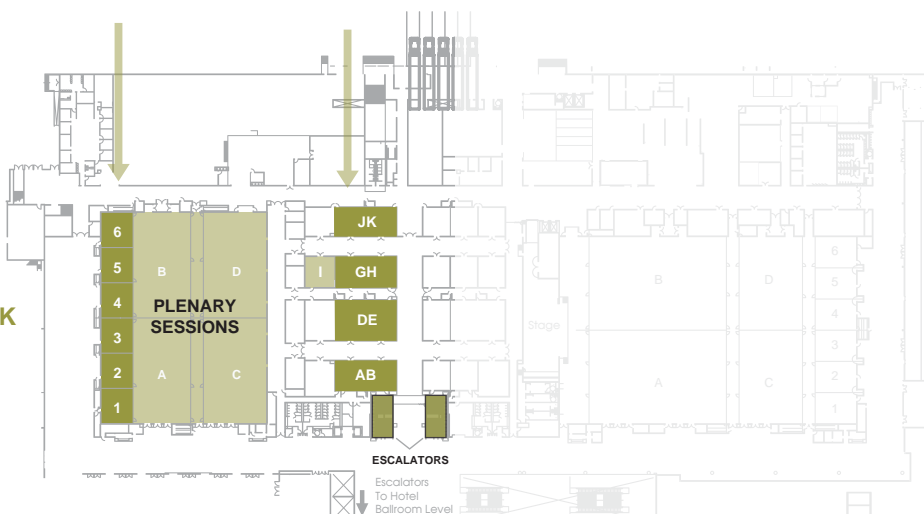 JK
6
5
B
D
I
GH
B
D
6
5
K
4
PLENARY
SESSIONS
DE
Stage
4
3
3
2
A
C
AB
A
C
2
1
1
ESCALATORS
Escalators
To Hotel
Ballroom Level